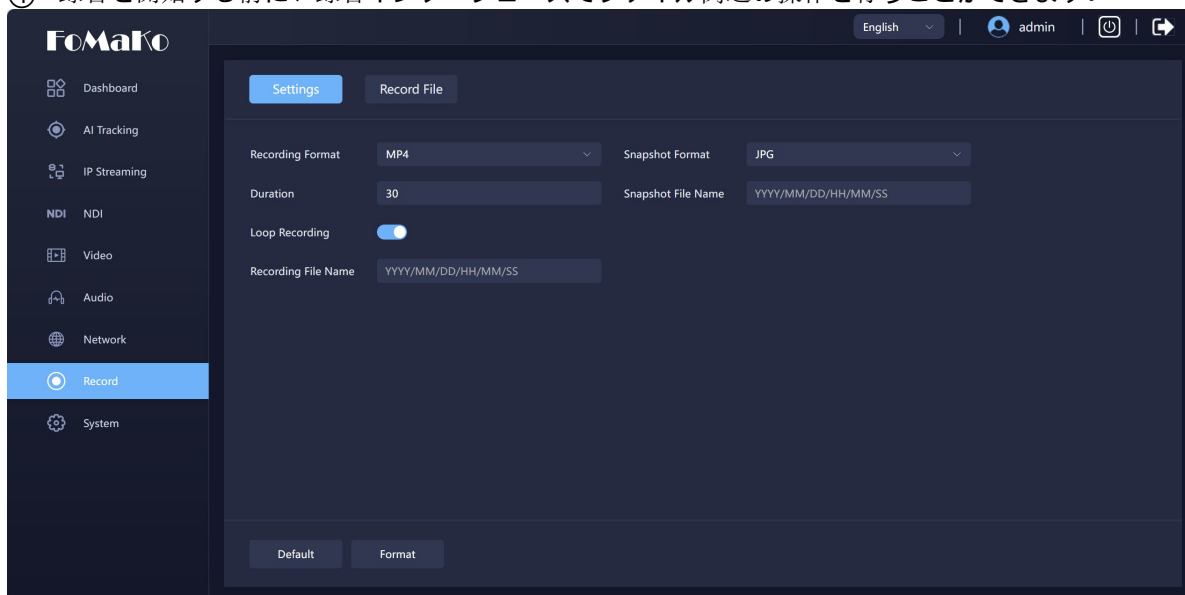 FoMaKo
English
admin
Dashboard
AI Tracking
IP Streaming
NDI NDI
Video
Audio
Network
Record
System
Settings Record File
Recording Format MP4 Snapshot Format JPG
Duration 30 Snapshot File Name YYYY/MM/DD/HH/MM/SS
Loop Recording
Recording File Name YYYY/MM/DD/HH/MM/SS
Default Format